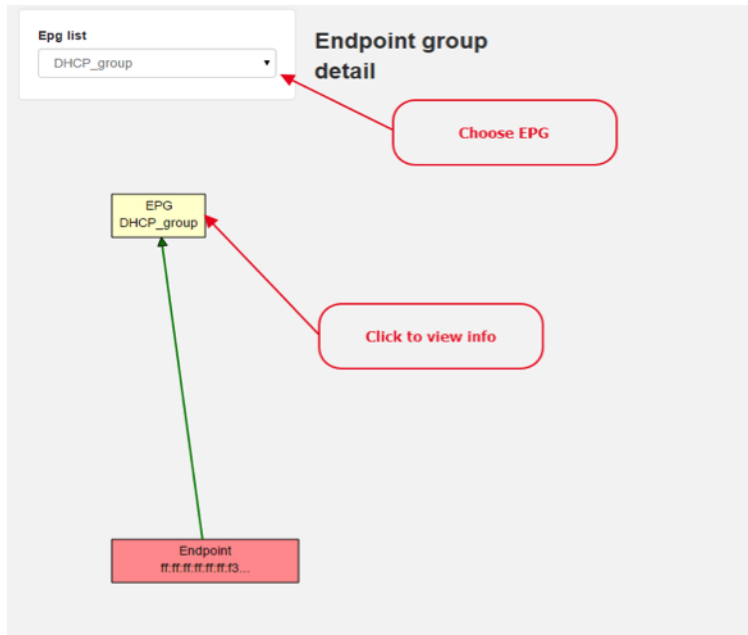 Epg list
DHCP_group
Endpoint group
detail
Choose EPG
EPG
DHCP_group
Click to view info
Endpoint
ff:ff:ff:ff:ff:ff:f3...